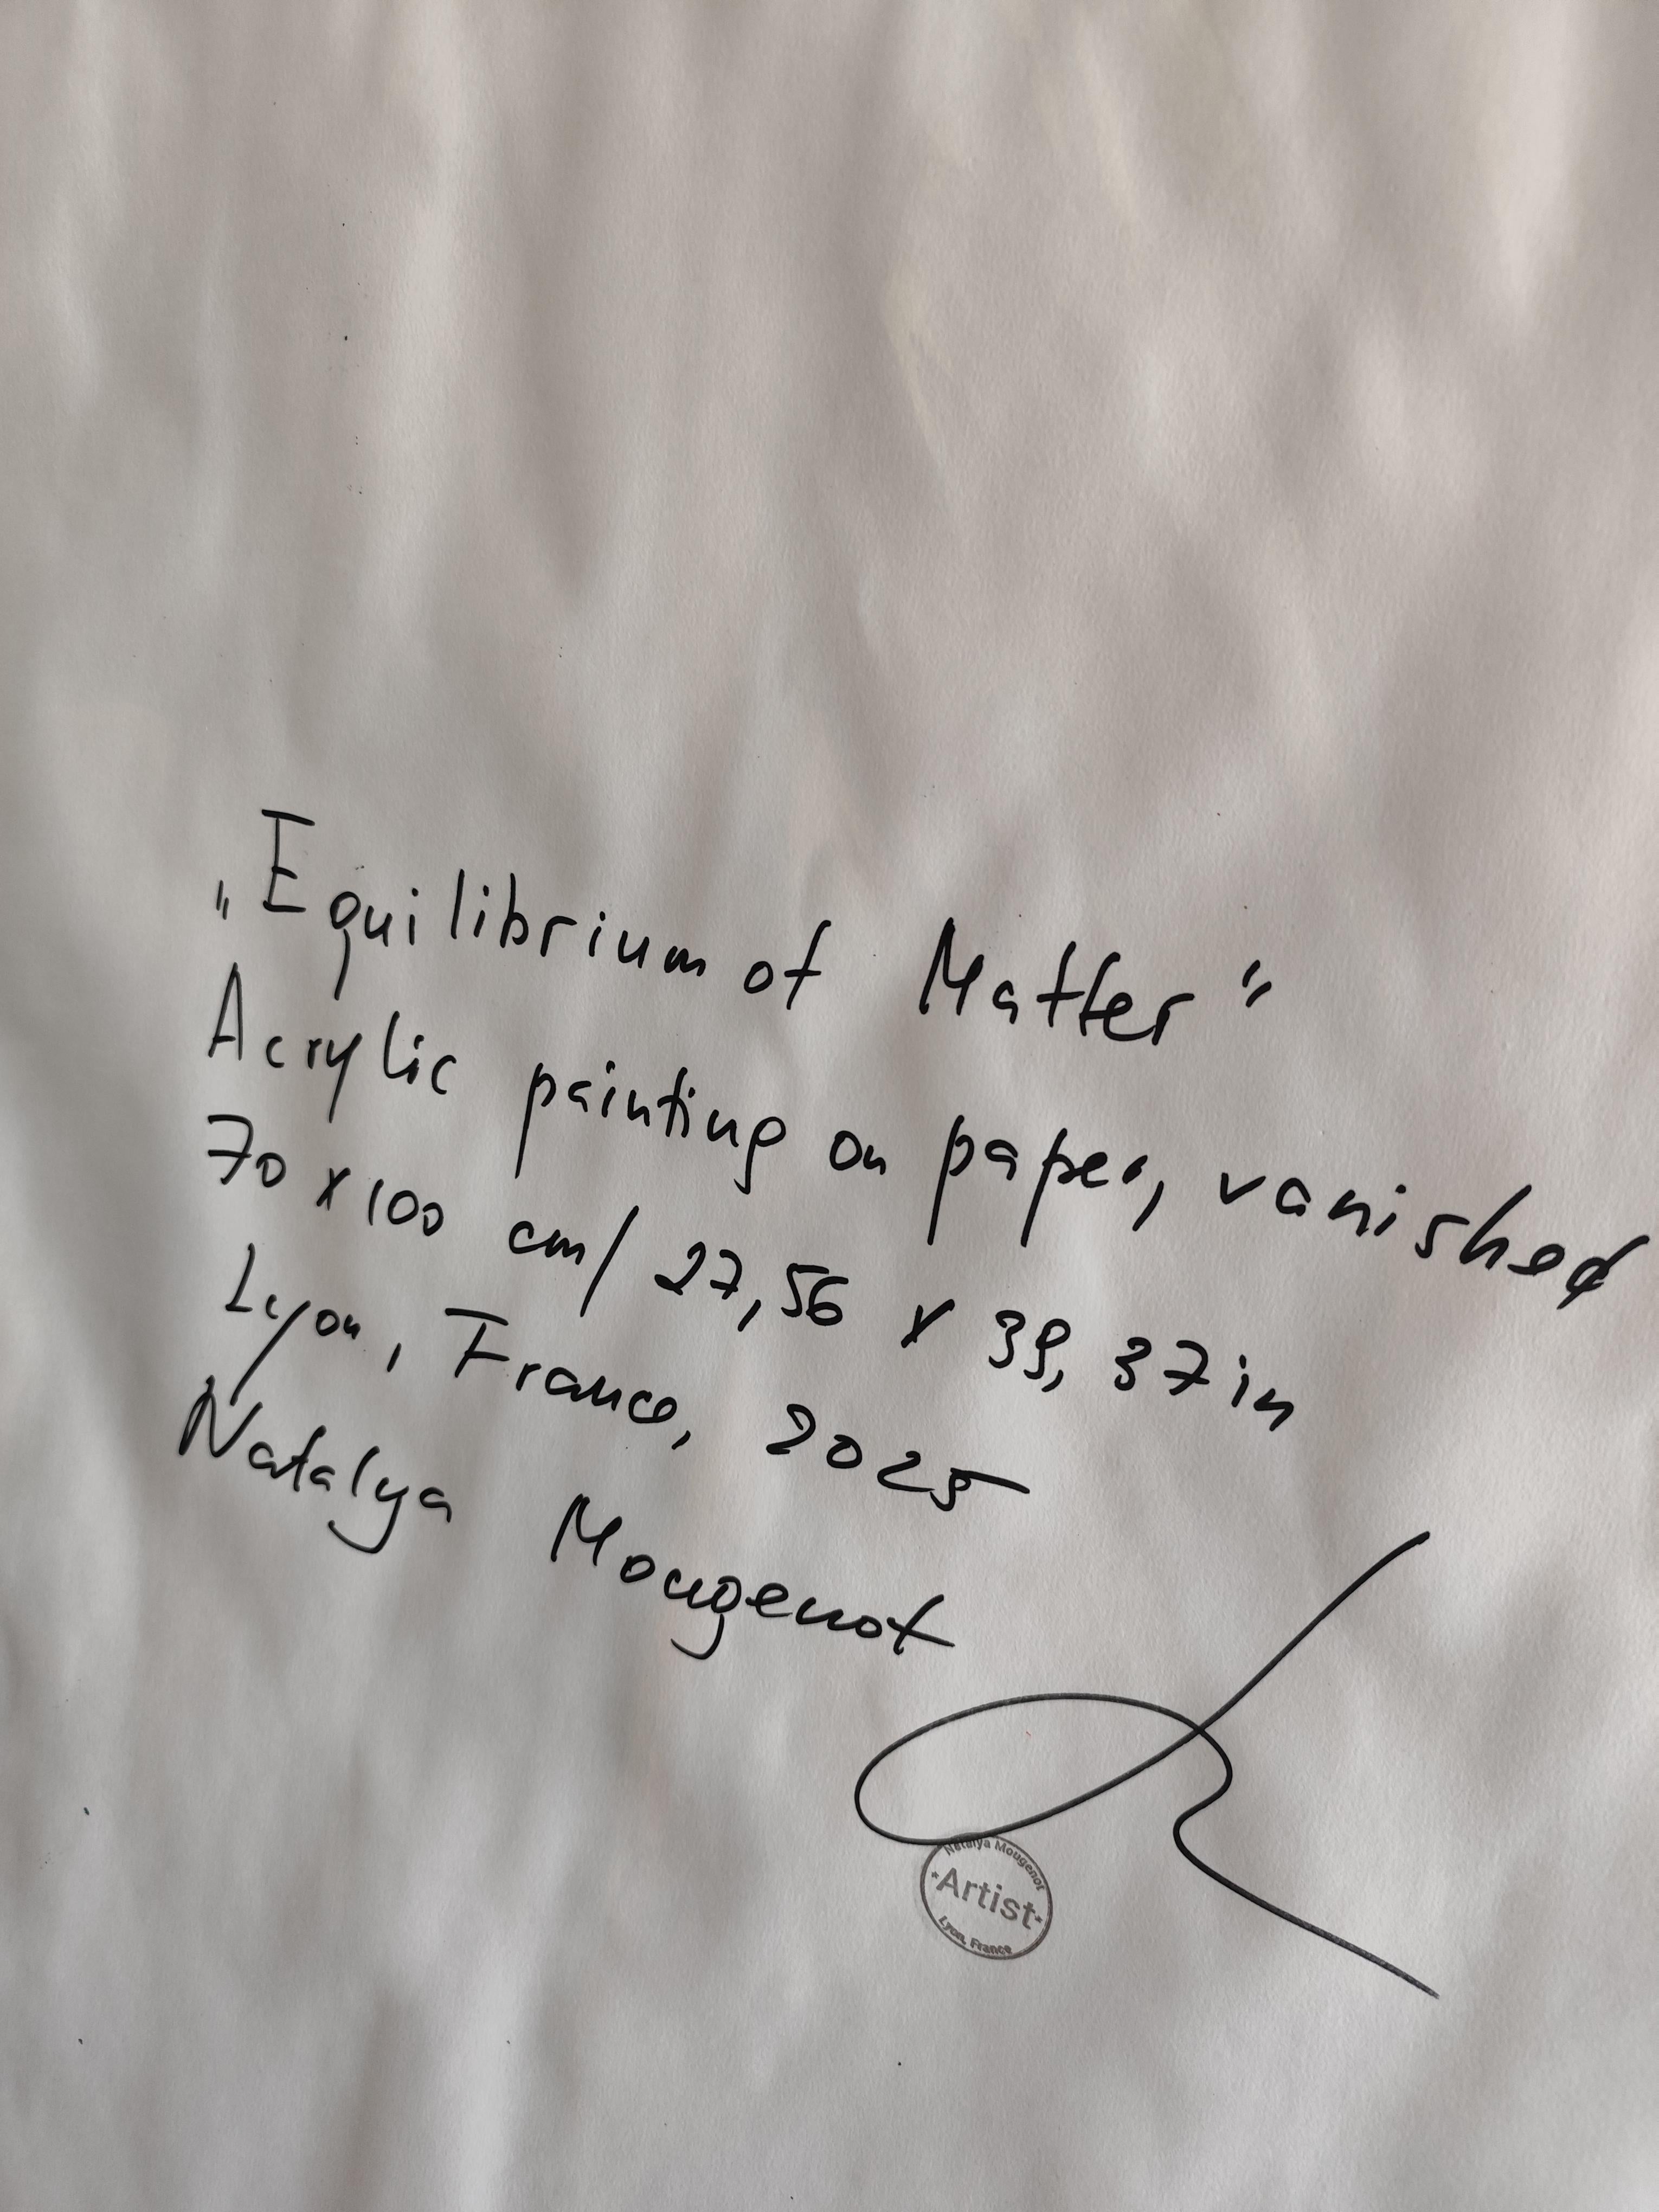 „Equilibrium of Matter“
Acrylic painting on paper, vanished
70 x 100 cm / 27,56 x 39,37 in
Lyon, France, 2025
Natalya Mougenot
Natalya Mougenot
•Artist•
Lyon, France